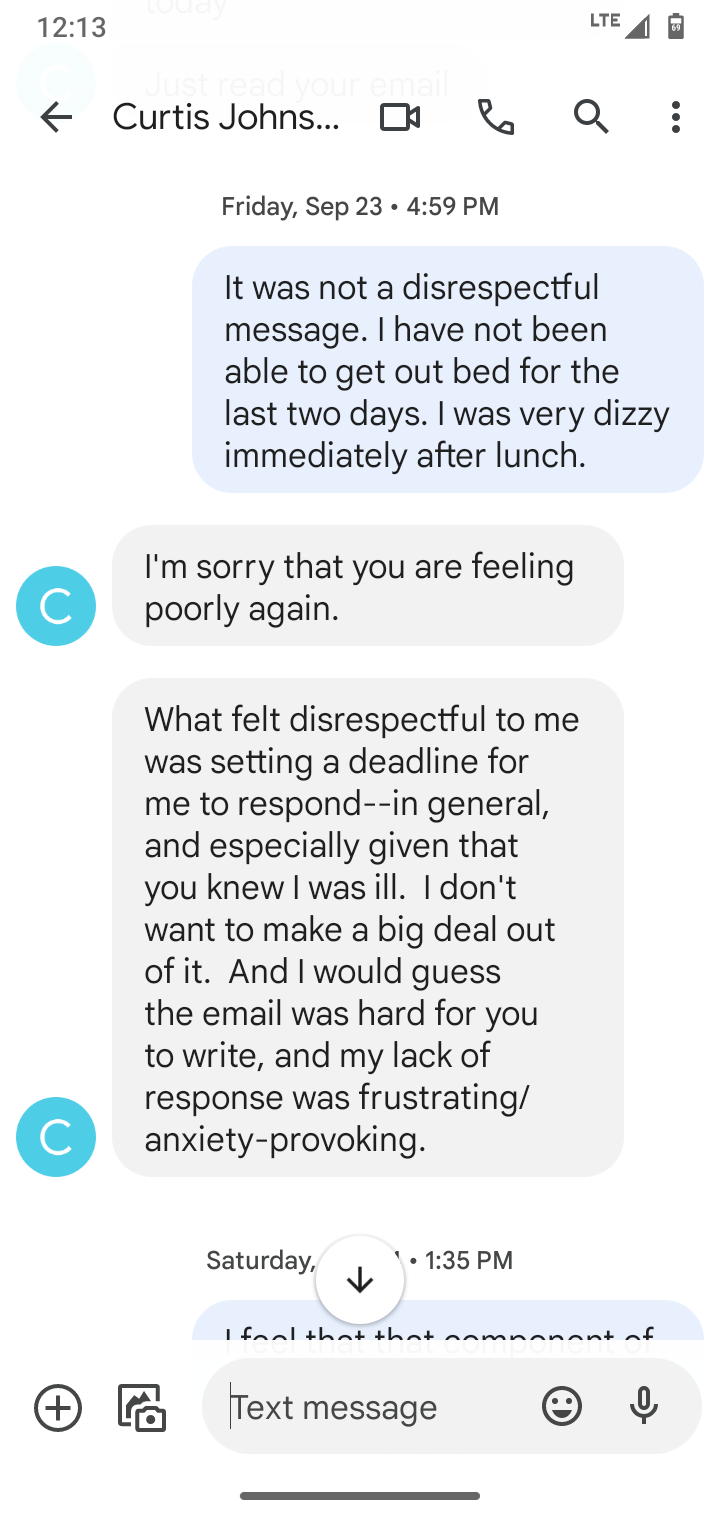 today
12:13
LTE
69
Just read your email
Curtis Johns...
Friday, Sep 23 • 4:59 PM
It was not a disrespectful
message. I have not been
able to get out bed for the
last two days. I was very dizzy
immediately after lunch.
I'm sorry that you are feeling
poorly again.
C
What felt disrespectful to me
was setting a deadline for
me to respond--in general,
and especially given that
you knew I was ill.  I don't
want to make a big deal out
of it.  And I would guess
the email was hard for you
to write, and my lack of
response was frustrating/
anxiety-provoking.
C
Saturday, • 1:35 PM
I feel that that component of
Text message